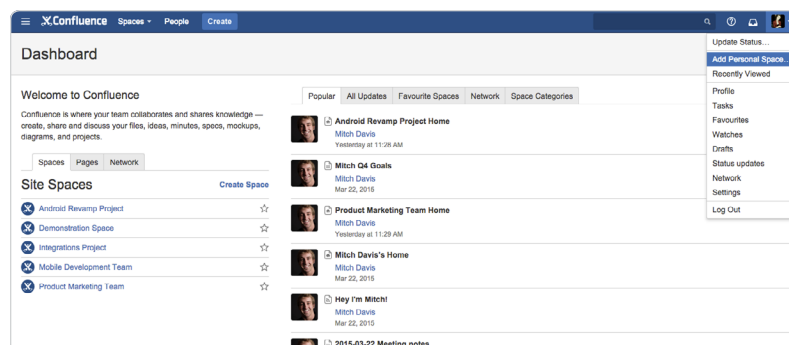 Confluence Spaces People Create
Dashboard
Update Status...
Add Personal Space...
Recently Viewed
Profile
Tasks
Favourites
Watches
Drafts
Status updates
Network
Settings
Log Out
Welcome to Confluence
Confluence is where your team collaborates and shares knowledge —
create, share and discuss your files, ideas, minutes, specs, mockups,
diagrams, and projects.
Spaces Pages Network
Site Spaces Create Space
Android Revamp Project
Demonstration Space
Integrations Project
Mobile Development Team
Product Marketing Team
Popular All Updates Favourite Spaces Network Space Categories
Android Revamp Project Home
Mitch Davis
Yesterday at 11:28 AM
Mitch Q4 Goals
Mitch Davis
Mar 22, 2015
Product Marketing Team Home
Mitch Davis
Yesterday at 11:29 AM
Mitch Davis's Home
Mitch Davis
Mar 22, 2015
Hey I'm Mitch!
Mitch Davis
Mar 22, 2015
2015-03-22 Meeting notes